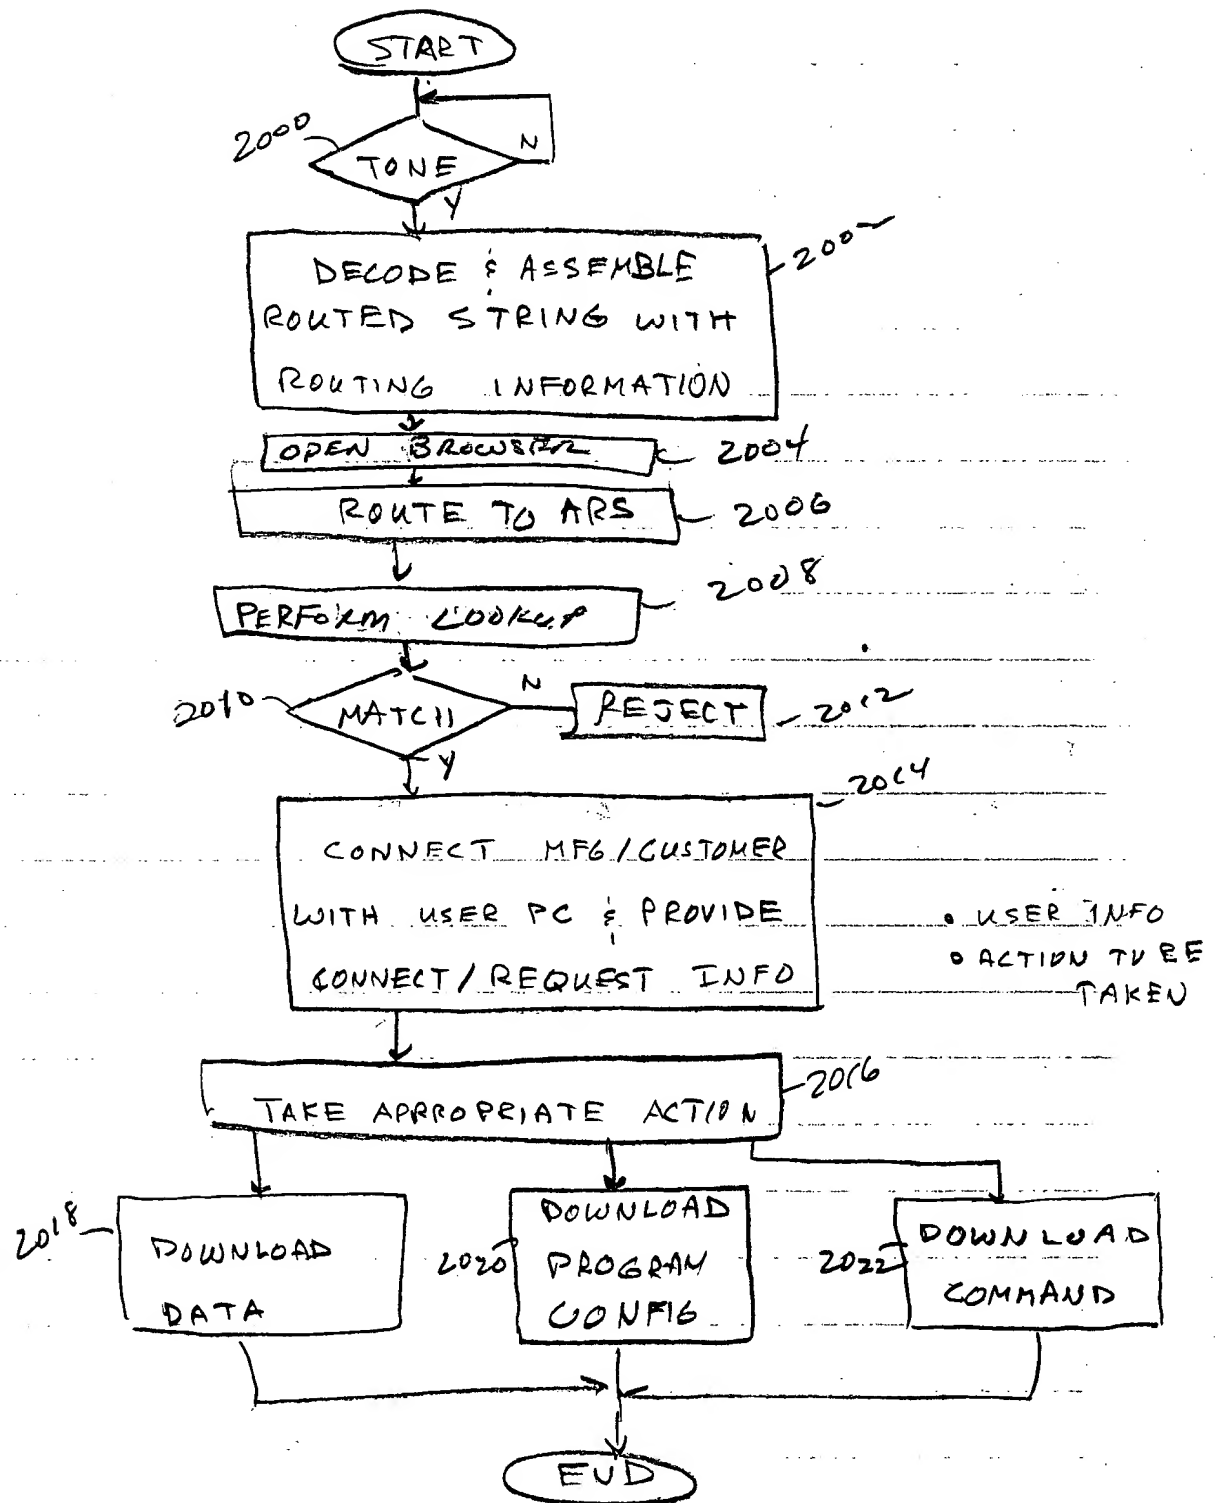 START
2000
TONE
N
Y
DECODE & ASSEMBLE
ROUTED STRING WITH
ROUTING INFORMATION
2002
OPEN BROWSER
2004
ROUTE TO ARS
2006
PERFORM LOOKUP
2008
2010
MATCH
N
REJECT
2012
Y
2014
CONNECT MFG/CUSTOMER
WITH USER PC & PROVIDE
CONNECT/REQUEST INFO
• USER INFO
• ACTION TO BE
TAKEN
TAKE APPROPRIATE ACTION
2016
2018
DOWNLOAD
DATA
2020
DOWNLOAD
PROGRAM
CONFIG
2022
DOWNLOAD
COMMAND
END